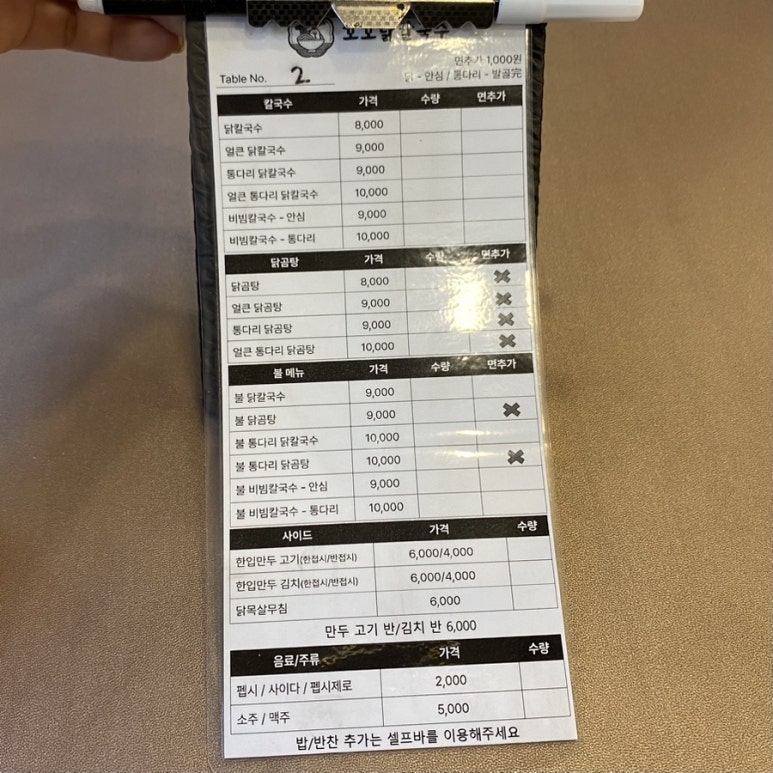 꼬꼬닭칼국수
면추가 1,000원
Table No. 2. 닭 - 안심 / 통다리 - 발골完
칼국수 가격 수량 면추가
닭칼국수 8,000
얼큰 닭칼국수 9,000
통다리 닭칼국수 9,000
얼큰 통다리 닭칼국수 10,000
비빔칼국수 - 안심 9,000
비빔칼국수 - 통다리 10,000
닭곰탕 가격 수량 면추가
닭곰탕 8,000 ✖
얼큰 닭곰탕 9,000 ✖
통다리 닭곰탕 9,000 ✖
얼큰 통다리 닭곰탕 10,000 ✖
불 메뉴 가격 수량 면추가
불 닭칼국수 9,000
불 닭곰탕 9,000 ✖
불 통다리 닭칼국수 10,000
불 통다리 닭곰탕 10,000 ✖
불 비빔칼국수 - 안심 9,000
불 비빔칼국수 - 통다리 10,000
사이드 가격 수량
한입만두 고기(한접시/반접시) 6,000/4,000
한입만두 김치(한접시/반접시) 6,000/4,000
닭목살무침 6,000
만두 고기 반/김치 반 6,000
음료/주류 가격 수량
펩시 / 사이다 / 펩시제로 2,000
소주 / 맥주 5,000
밥/반찬 추가는 셀프바를 이용해주세요